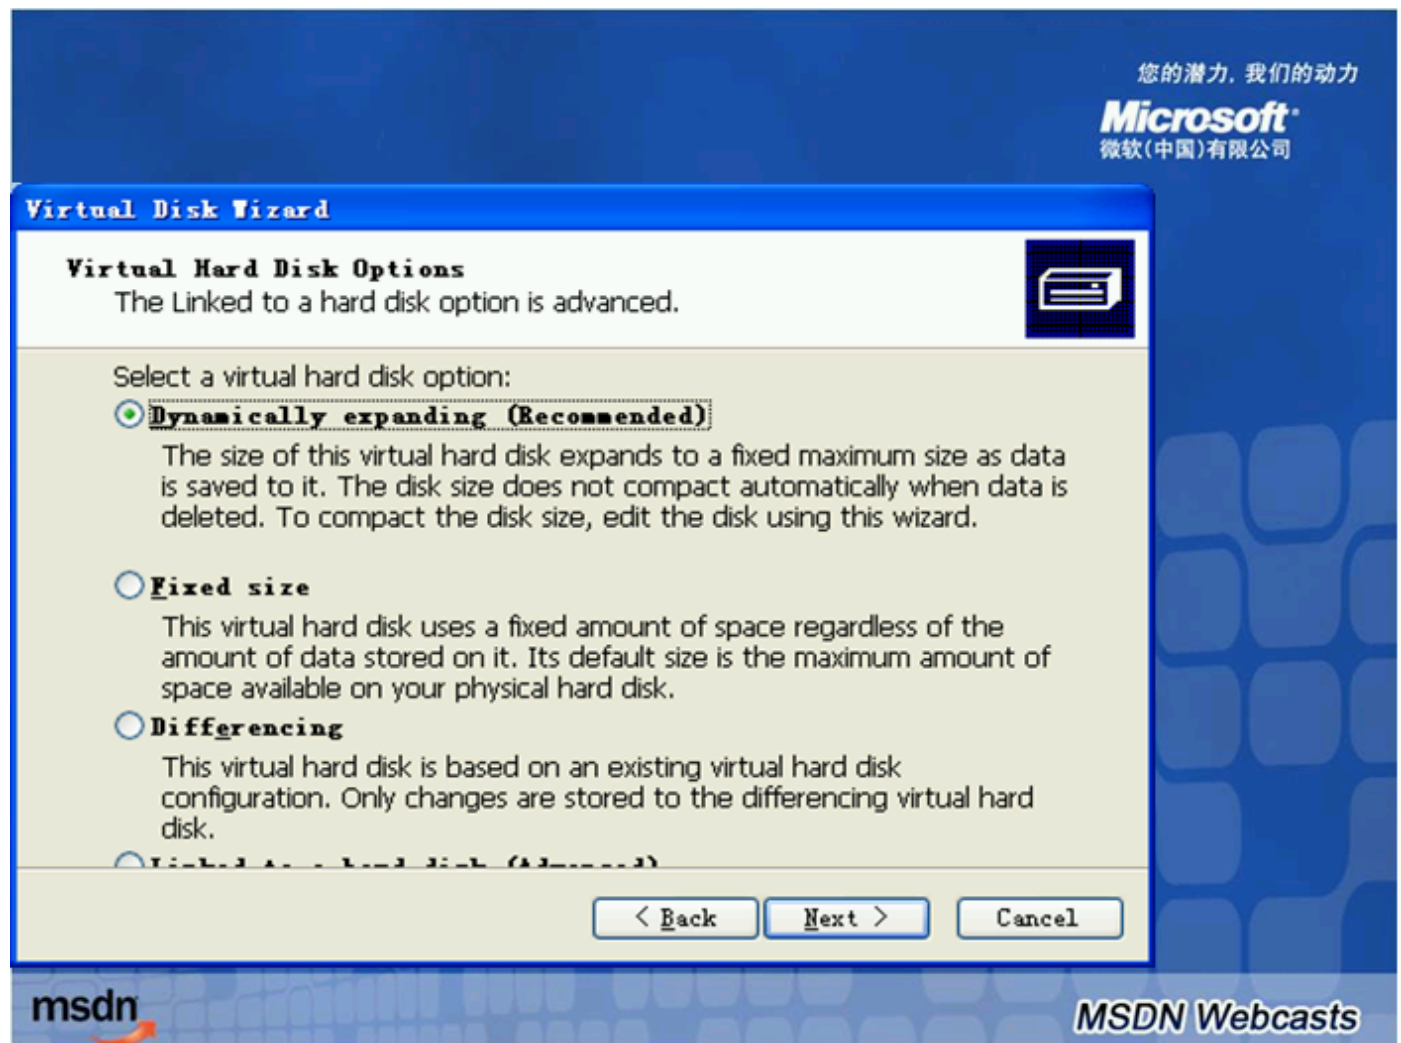 您的潜力，我们的动力
Microsoft
微软(中国)有限公司
Virtual Disk Wizard
Virtual Hard Disk Options
The Linked to a hard disk option is advanced.
Select a virtual hard disk option:
Dynamically expanding (Recommended)
The size of this virtual hard disk expands to a fixed maximum size as data
is saved to it. The disk size does not compact automatically when data is
deleted. To compact the disk size, edit the disk using this wizard.
Fixed size
This virtual hard disk uses a fixed amount of space regardless of the
amount of data stored on it. Its default size is the maximum amount of
space available on your physical hard disk.
Differencing
This virtual hard disk is based on an existing virtual hard disk
configuration. Only changes are stored to the differencing virtual hard
disk.
Linked to a hard disk (Advanced)
< Back Next > Cancel
msdn
MSDN Webcasts